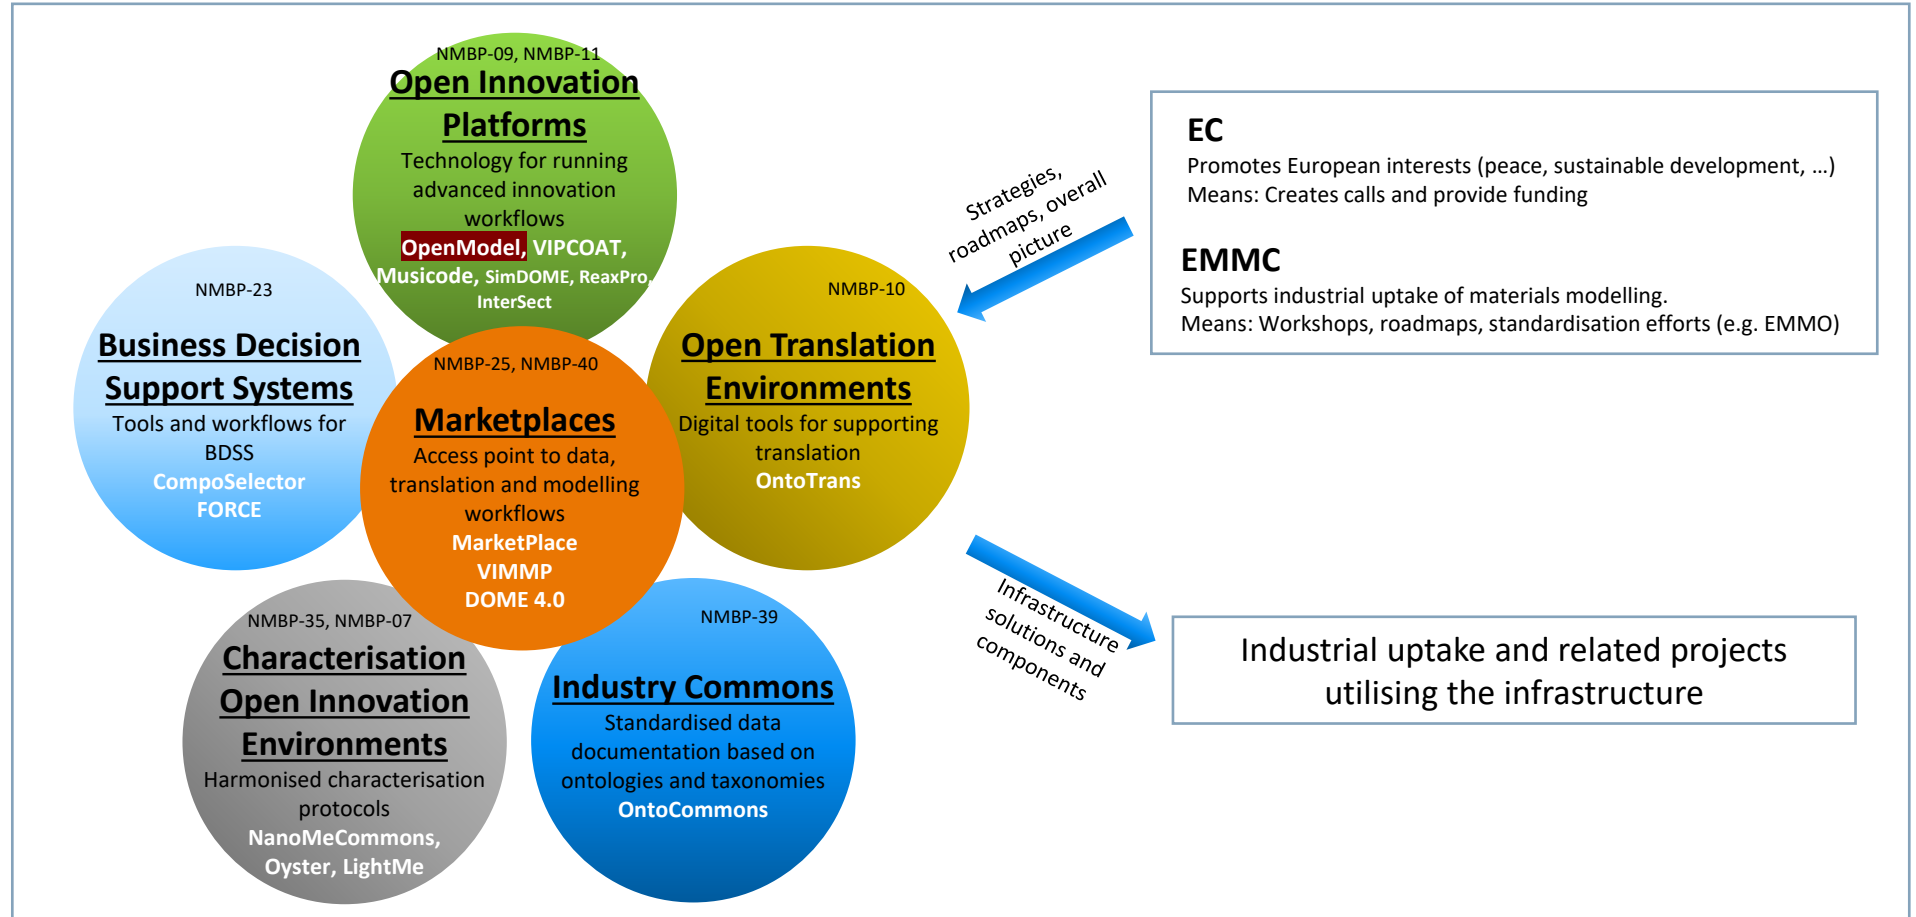 NMBP-09, NMBP-11
Open Innovation
Platforms
Technology for running
advanced innovation
workflows
OpenModel, VIPCOAT,
Musicode, SimDOME, ReaxPro,
InterSect
NMBP-23
Business Decision
Support Systems
Tools and workflows for
BDSS
CompoSelector
FORCE
NMBP-25, NMBP-40
Marketplaces
Access point to data,
translation and modelling
workflows
MarketPlace
VIMMP
DOME 4.0
NMBP-10
Open Translation
Environments
Digital tools for supporting
translation
OntoTrans
NMBP-35, NMBP-07
Characterisation
Open Innovation
Environments
Harmonised characterisation
protocols
NanoMeCommons,
Oyster, LightMe
NMBP-39
Industry Commons
Standardised data
documentation based on
ontologies and taxonomies
OntoCommons
Strategies,
roadmaps, overall
picture
EC
Promotes European interests (peace, sustainable development, …)
Means: Creates calls and provide funding
EMMC
Supports industrial uptake of materials modelling.
Means: Workshops, roadmaps, standardisation efforts (e.g. EMMO)
Infrastructure
solutions and
components
Industrial uptake and related projects
utilising the infrastructure